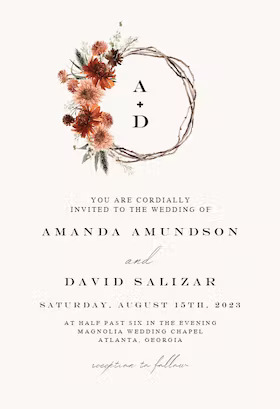 A
+
D
YOU ARE CORDIALLY
INVITED TO THE WEDDING OF
AMANDA AMUNDSON
and
DAVID SALIZAR
SATURDAY, AUGUST 15TH, 2023
AT HALF PAST SIX IN THE EVENING
MAGNOLIA WEDDING CHAPEL
ATLANTA, GEORGIA
reception to follow